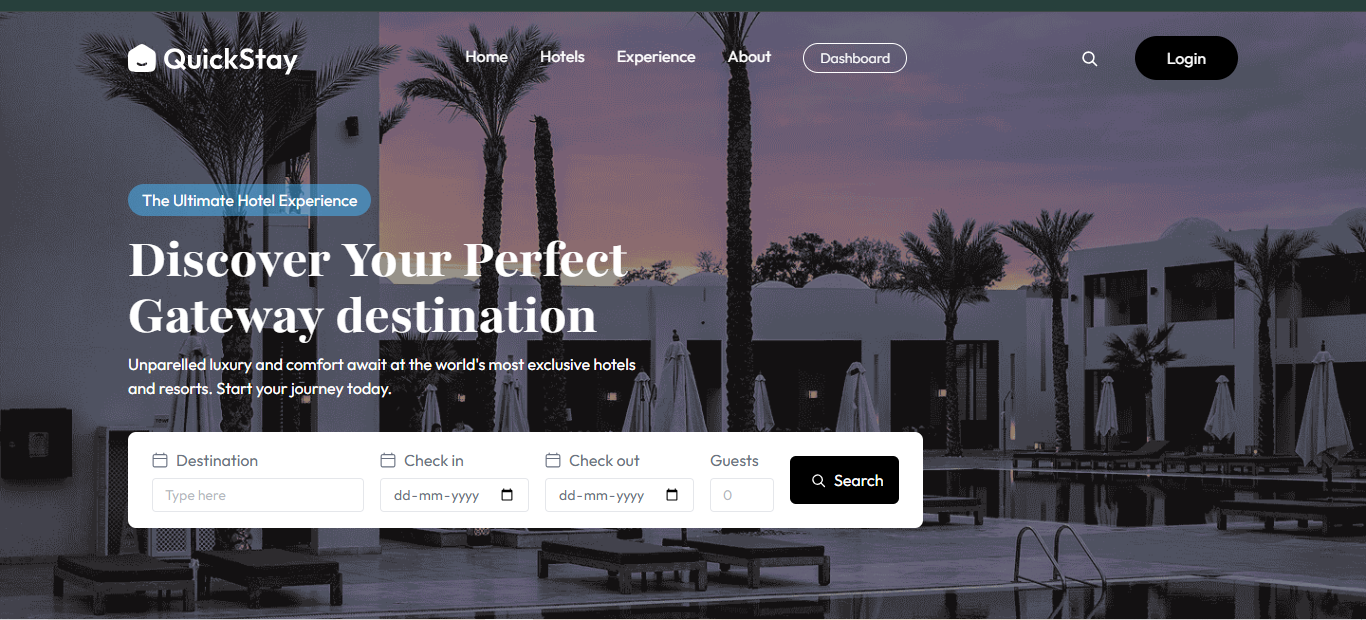 QuickStay
Home
Hotels
Experience
About
Dashboard
Login
The Ultimate Hotel Experience
Discover Your Perfect
Gateway destination
Unparelled luxury and comfort await at the world's most exclusive hotels
and resorts. Start your journey today.
Destination
Check in
Check out
Guests
Type here
dd-mm-yyyy
dd-mm-yyyy
0
Search